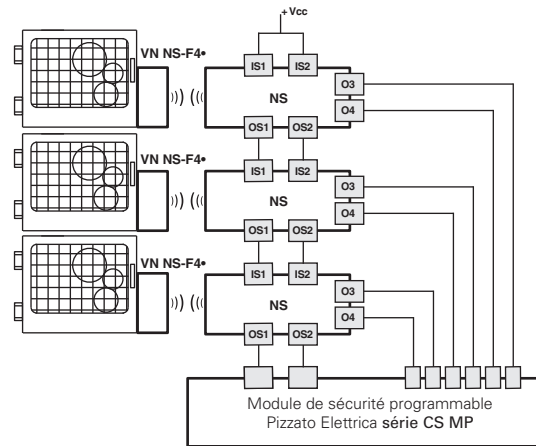 + Vcc
VN NS-F4•
IS1 IS2
O3
NS
O4
OS1 OS2
VN NS-F4•
IS1 IS2
O3
NS
O4
OS1 OS2
VN NS-F4•
IS1 IS2
O3
NS
O4
OS1 OS2
Module de sécurité programmable
Pizzato Elettrica série CS MP